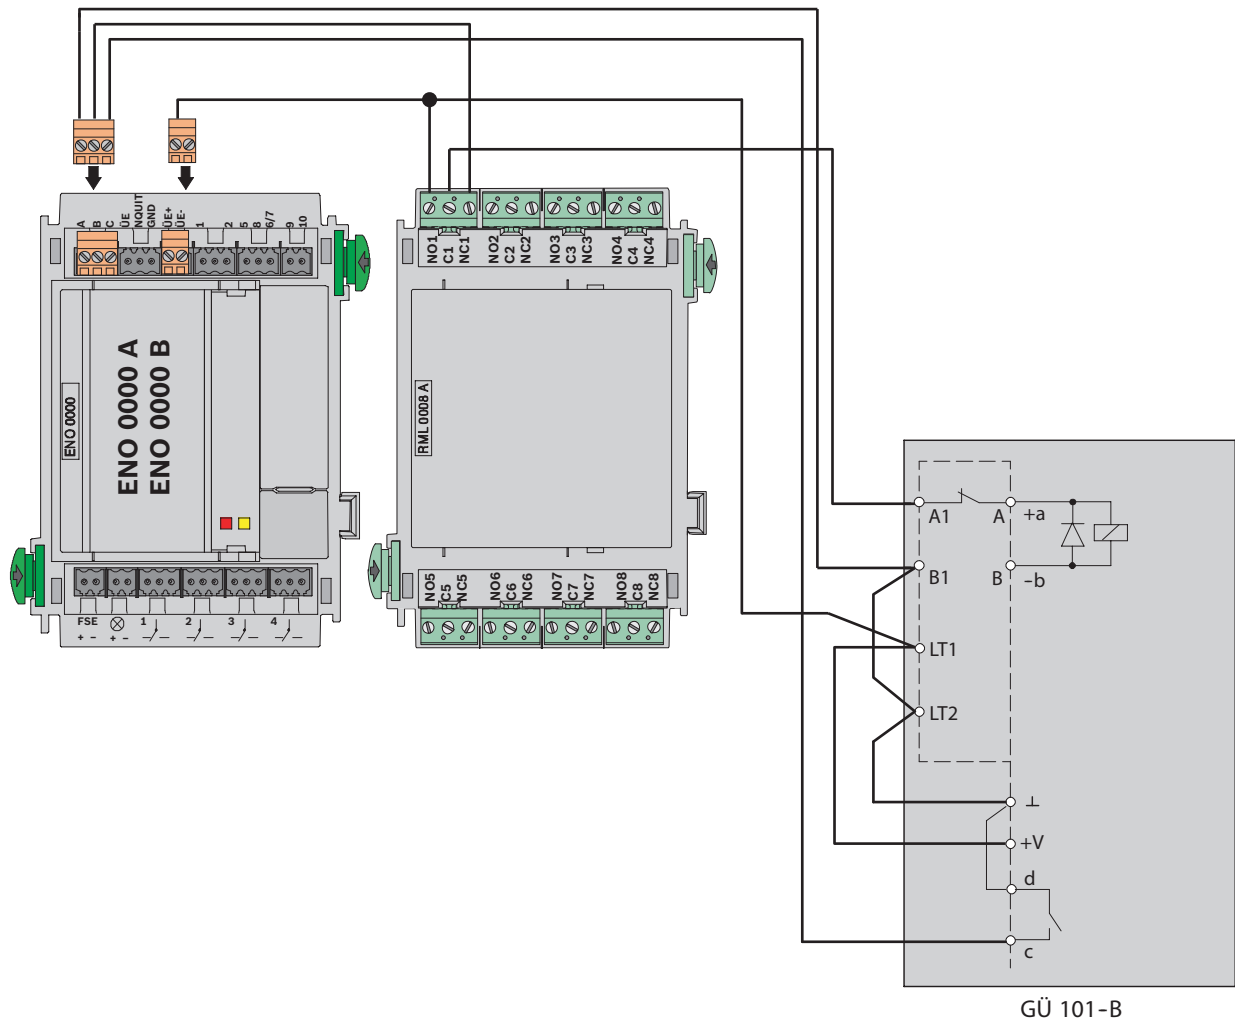 A
B
C
ÜE
NQUIT
GND
ÜE+
ÜE-
1
2
5
8
6/7
9
10
ENO 0000
ENO 0000 A
ENO 0000 B
FSE
+ -
+ -
1
2
3
4
NO1
C1
NC1
NO2
C2
NC2
NO3
C3
NC3
NO4
C4
NC4
RML 0008 A
NO5
C5
NC5
NO6
C6
NC6
NO7
C7
NC7
NO8
C8
NC8
A1 A +a
B1 B -b
LT1
LT2
⊥
+V
d
c
GÜ 101-B